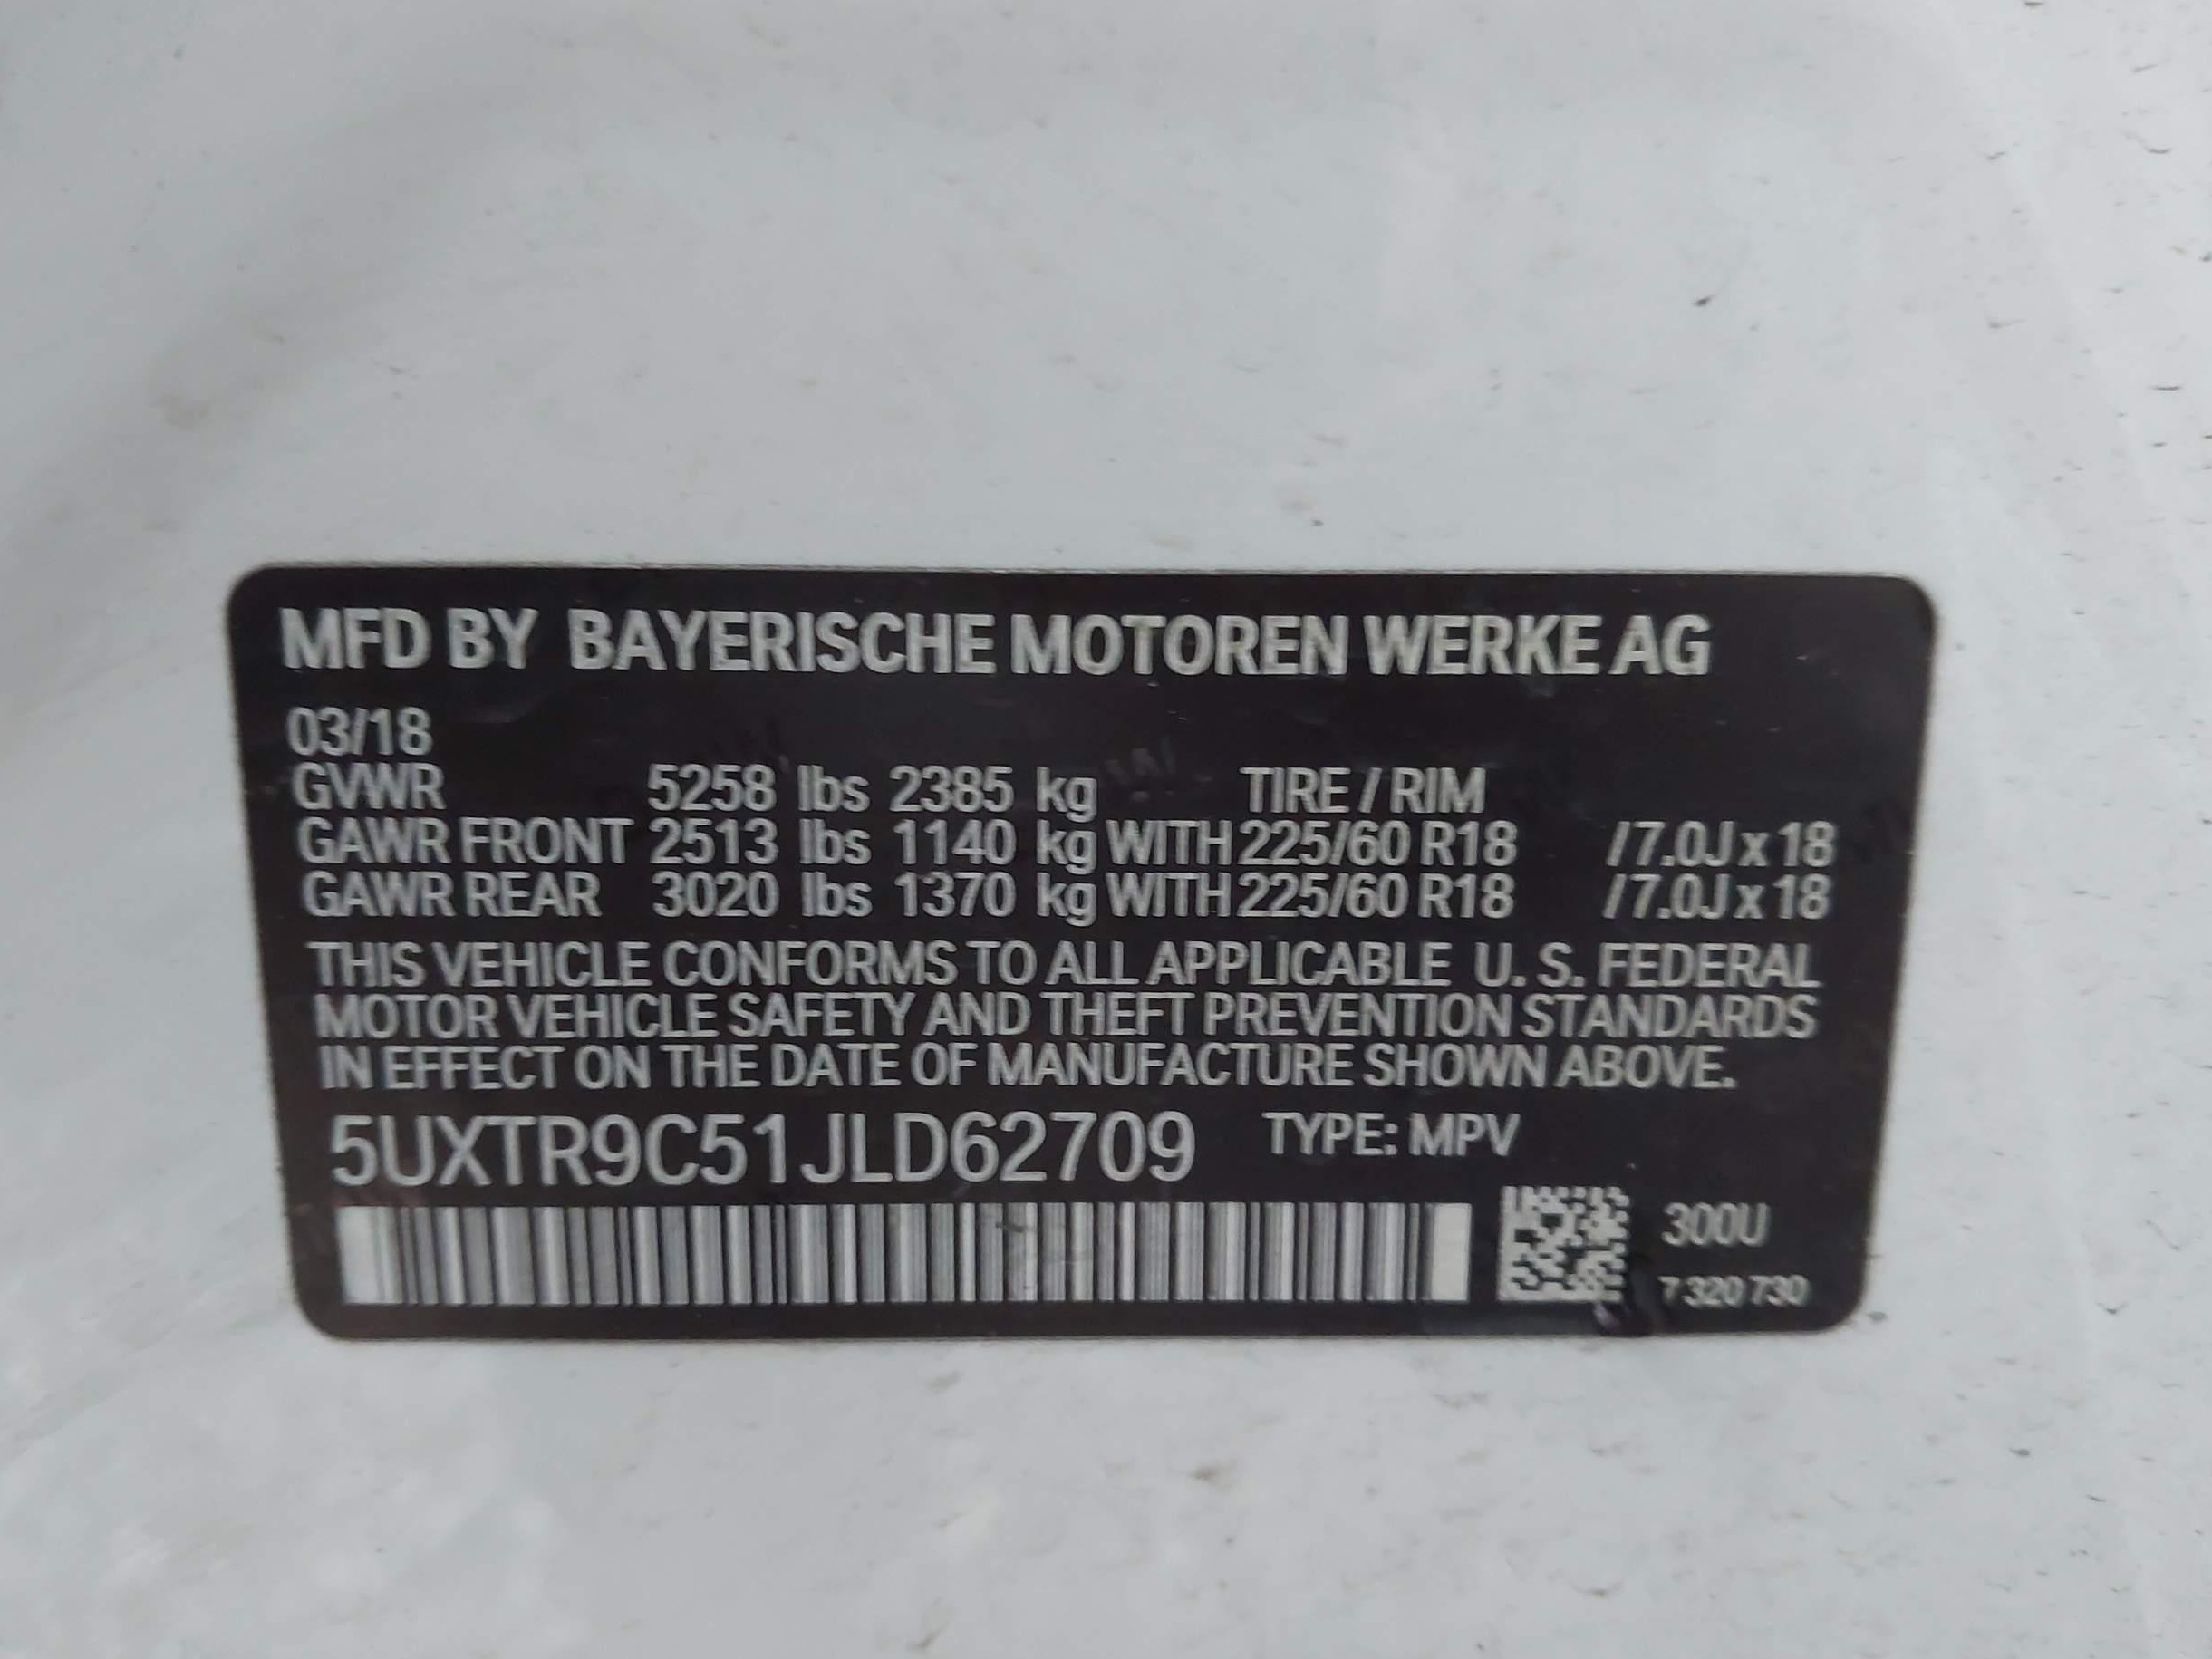 MFD BY BAYERISCHE MOTOREN WERKE AG
03/18
GVWR 5258 lbs 2385 kg TIRE / RIM
GAWR FRONT 2513 lbs 1140 kg WITH 225/60 R18 /7.0J x 18
GAWR REAR 3020 lbs 1370 kg WITH 225/60 R18 /7.0J x 18
THIS VEHICLE CONFORMS TO ALL APPLICABLE U. S. FEDERAL
MOTOR VEHICLE SAFETY AND THEFT PREVENTION STANDARDS
IN EFFECT ON THE DATE OF MANUFACTURE SHOWN ABOVE.
5UXTR9C51JLD62709 TYPE: MPV
300U
7 320 730